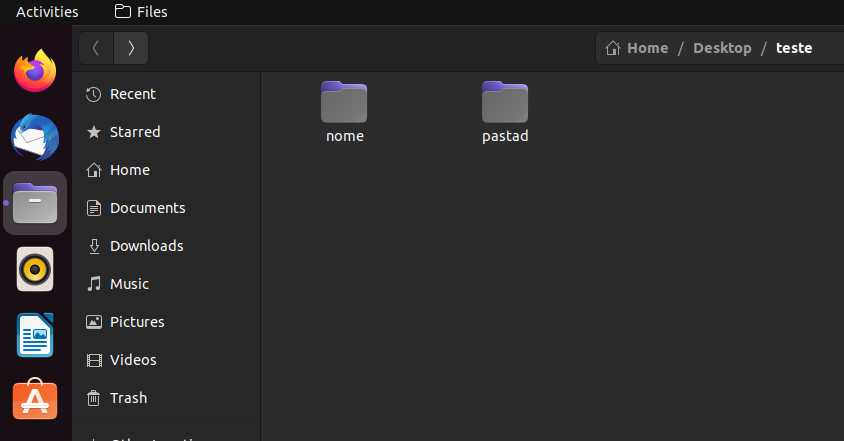 Activities Files
Home / Desktop / teste
Recent
Starred
Home
Documents
Downloads
Music
Pictures
Videos
Trash
nome pastad